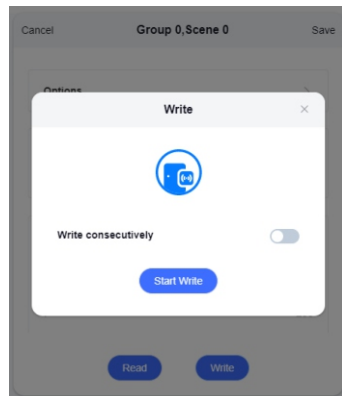 Cancel Group 0,Scene 0 Save
Options
Write
Write consecutively
Start Write
Read Write